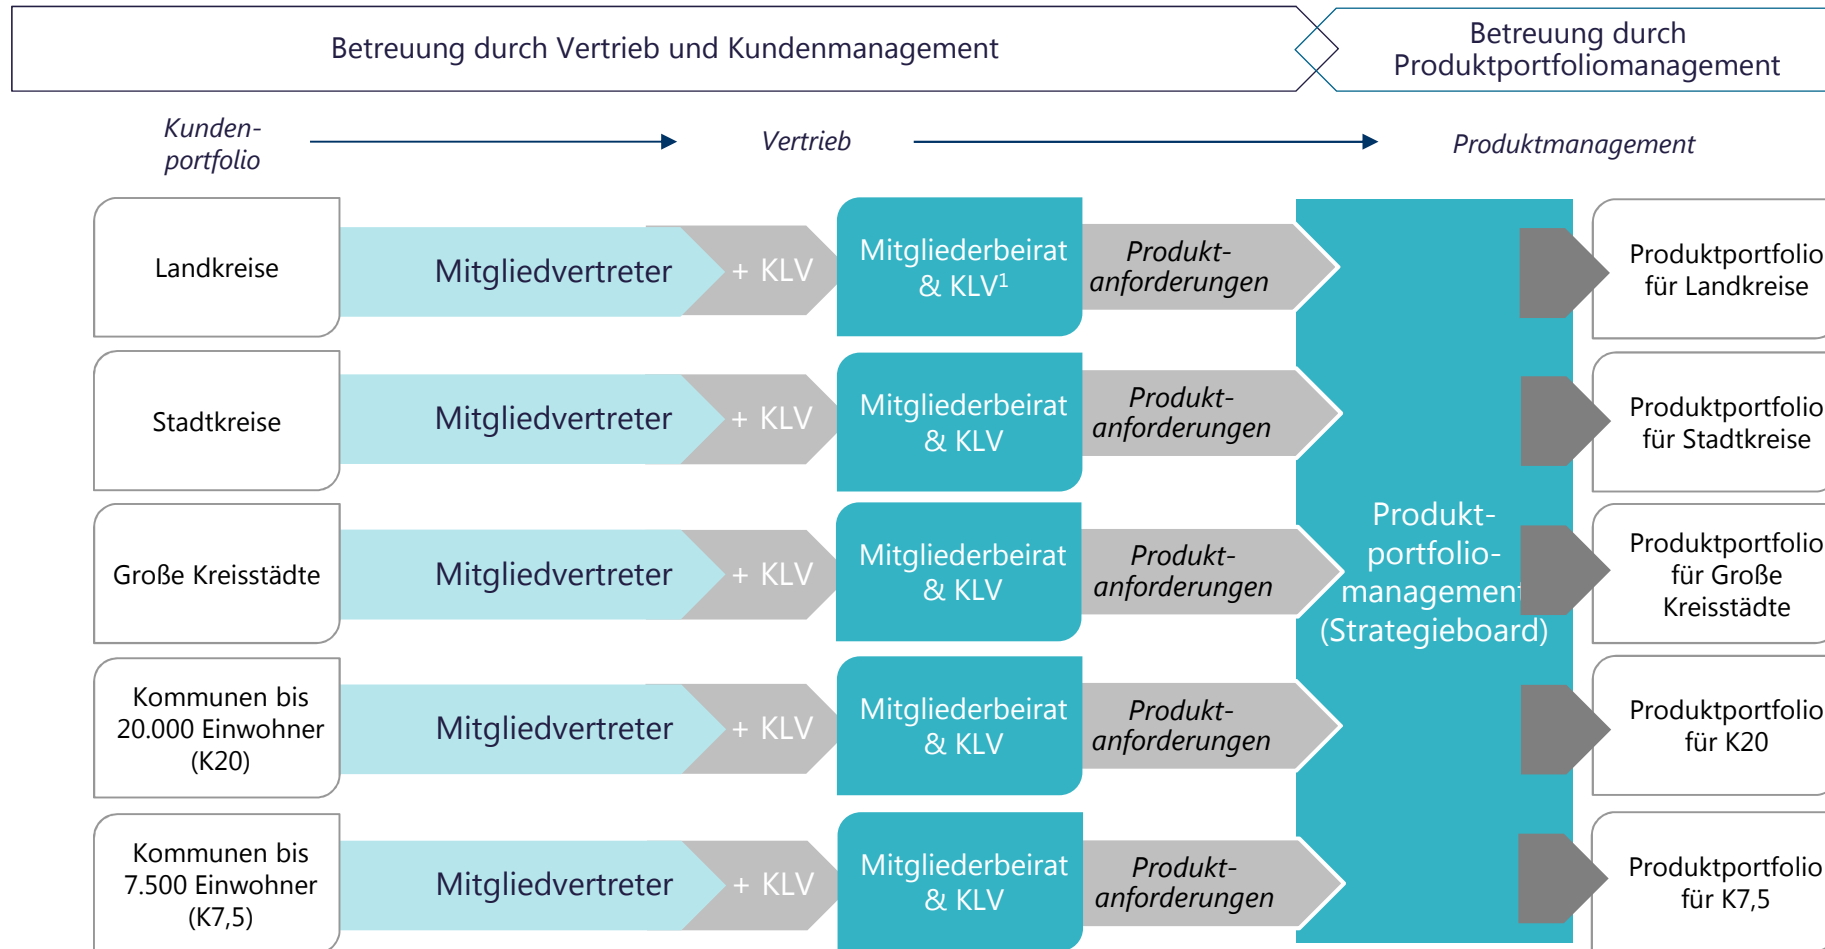 Betreuung durch Vertrieb und Kundenmanagement
Betreuung durch
Produktportfoliomanagement
Kunden-
portfolio
Vertrieb
Produktmanagement
Landkreise
Mitgliedvertreter
+ KLV
Mitgliederbeirat
& KLV¹
Produkt-
anforderungen
Produktportfolio
für Landkreise
Stadtkreise
Mitgliedvertreter
+ KLV
Mitgliederbeirat
& KLV
Produkt-
anforderungen
Produktportfolio
für Stadtkreise
Große Kreisstädte
Mitgliedvertreter
+ KLV
Mitgliederbeirat
& KLV
Produkt-
anforderungen
Produkt-
portfolio-
management
(Strategieboard)
Produktportfolio
für Große
Kreisstädte
Kommunen bis
20.000 Einwohner
(K20)
Mitgliedvertreter
+ KLV
Mitgliederbeirat
& KLV
Produkt-
anforderungen
Produktportfolio
für K20
Kommunen bis
7.500 Einwohner
(K7,5)
Mitgliedvertreter
+ KLV
Mitgliederbeirat
& KLV
Produkt-
anforderungen
Produktportfolio
für K7,5